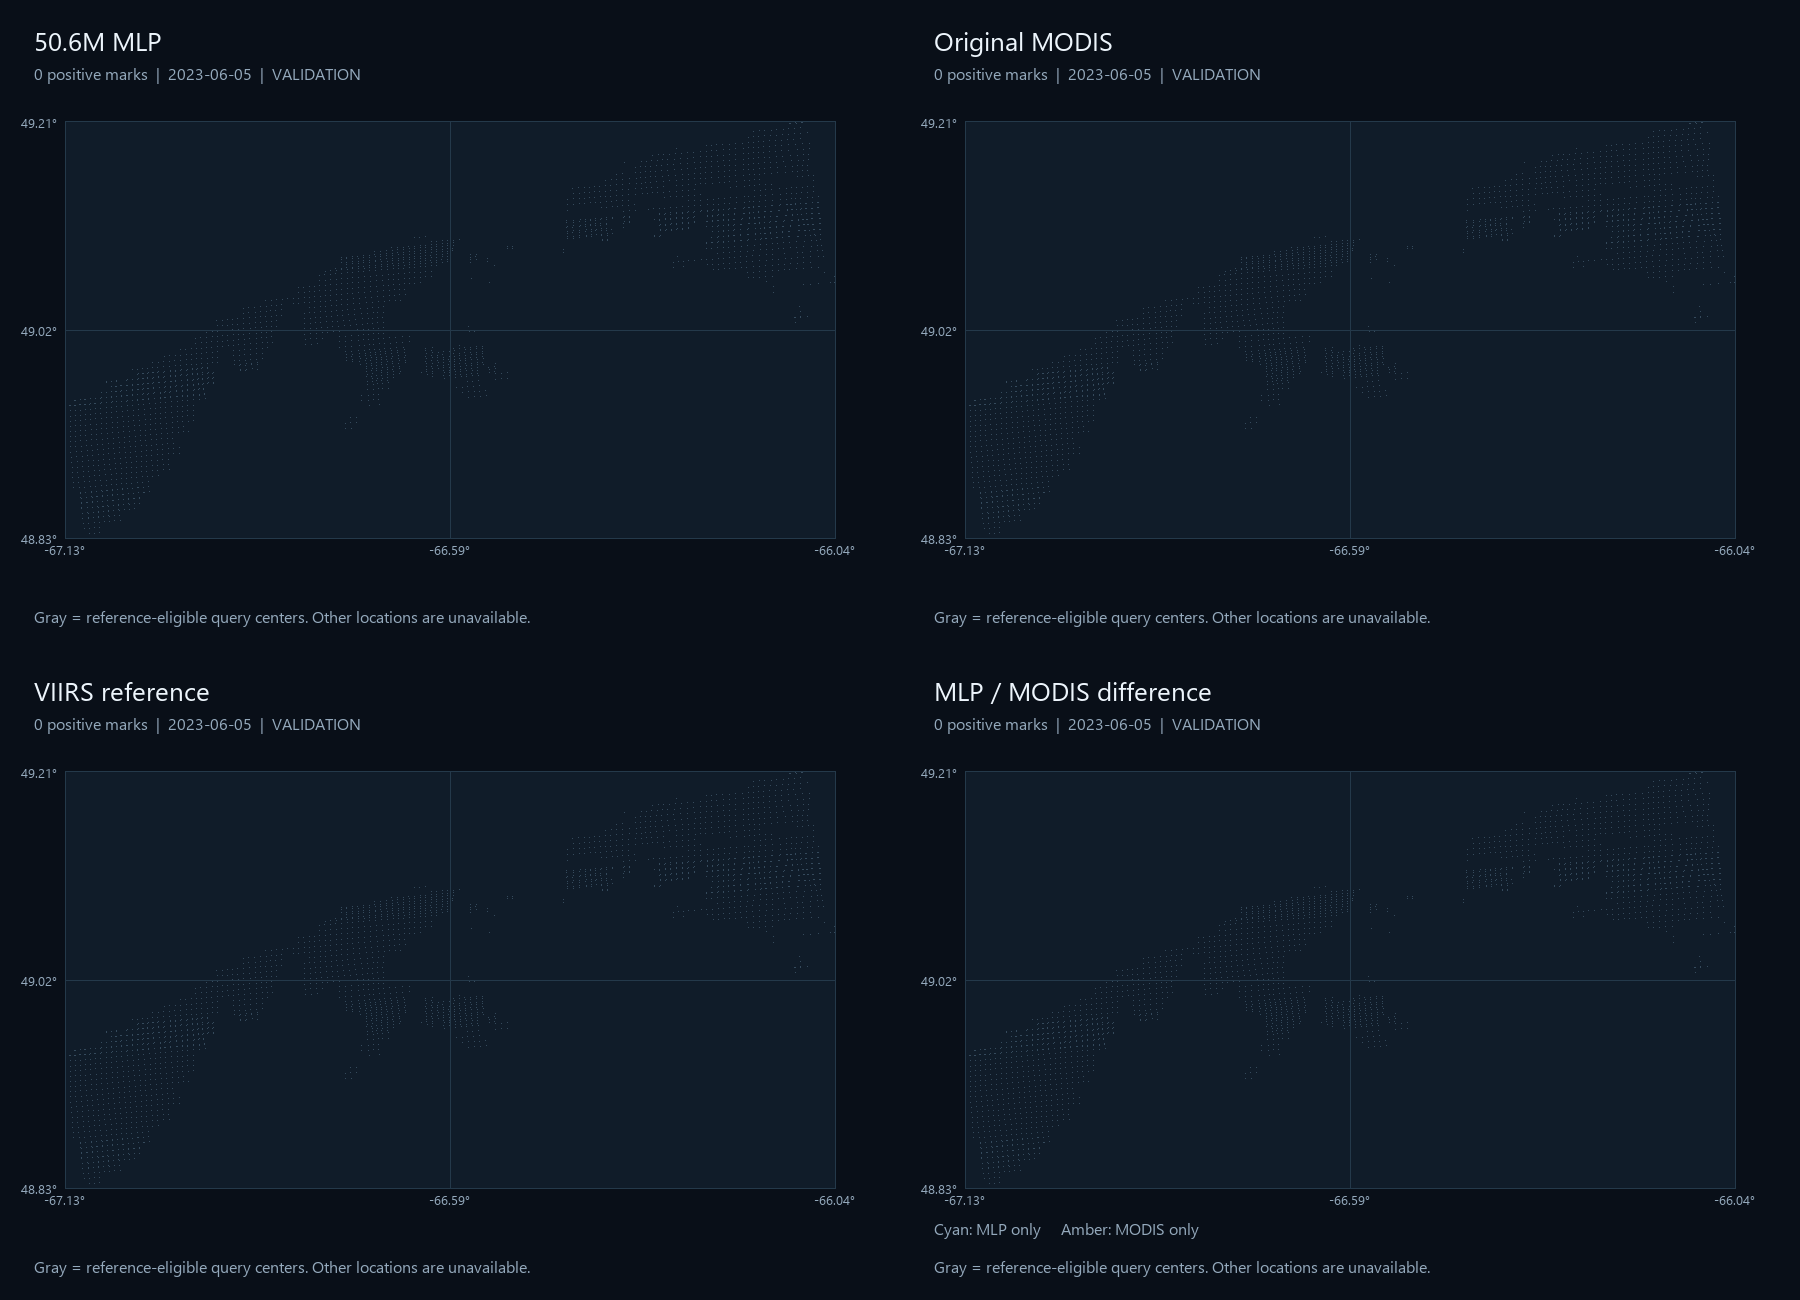 50.6M MLP
0 positive marks | 2023-06-05 | VALIDATION
49.21°
49.02°
48.83°
-67.13°
-66.59°
-66.04°
Gray = reference-eligible query centers. Other locations are unavailable.
Original MODIS
0 positive marks | 2023-06-05 | VALIDATION
49.21°
49.02°
48.83°
-67.13°
-66.59°
-66.04°
Gray = reference-eligible query centers. Other locations are unavailable.
VIIRS reference
0 positive marks | 2023-06-05 | VALIDATION
49.21°
49.02°
48.83°
-67.13°
-66.59°
-66.04°
Gray = reference-eligible query centers. Other locations are unavailable.
MLP / MODIS difference
0 positive marks | 2023-06-05 | VALIDATION
49.21°
49.02°
48.83°
-67.13°
-66.59°
-66.04°
Cyan: MLP only Amber: MODIS only
Gray = reference-eligible query centers. Other locations are unavailable.